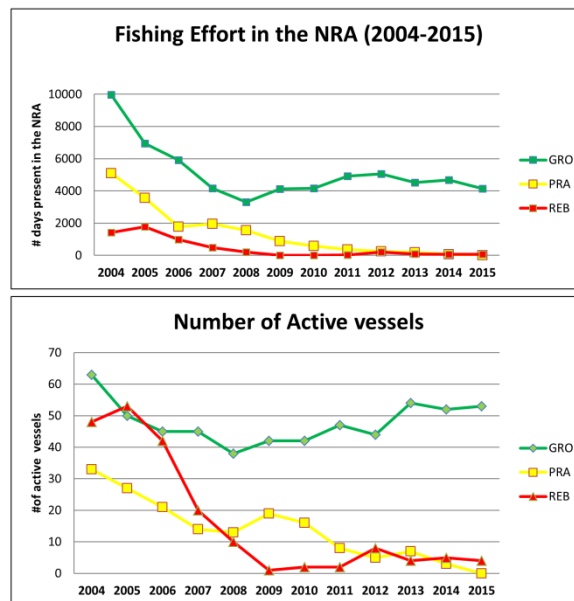 Fishing Effort in the NRA (2004-2015)
# days present in the NRA
10000
8000
6000
4000
2000
0
2004 2005 2006 2007 2008 2009 2010 2011 2012 2013 2014 2015
GRO
PRA
REB
Number of Active vessels
#of active vessels
70
60
50
40
30
20
10
0
2004 2005 2006 2007 2008 2009 2010 2011 2012 2013 2014 2015
GRO
PRA
REB